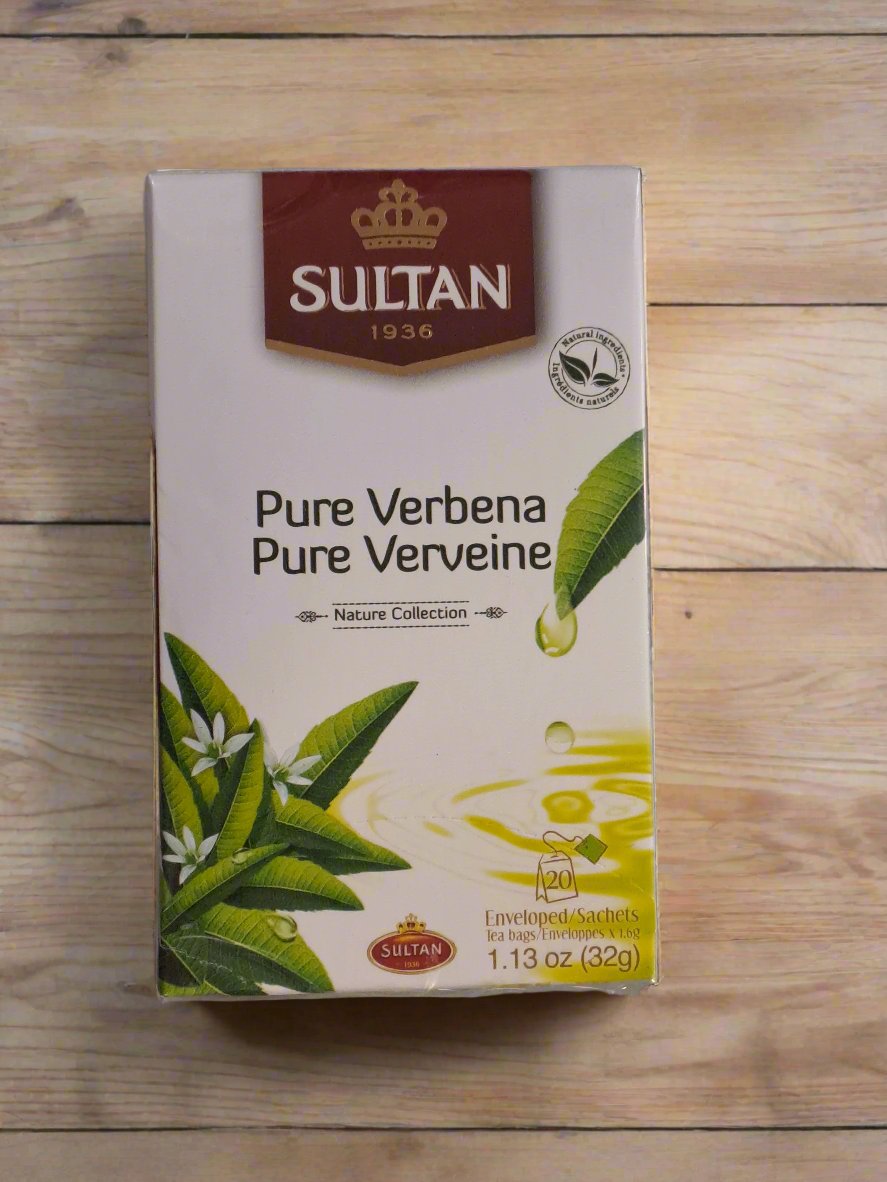 SULTAN
1936
Natural ingredients
Ingrédients naturels
Pure Verbena
Pure Verveine
Nature Collection
20
Enveloped/Sachets
Tea bags/Enveloppes x 1.6g
1.13 oz (32g)
SULTAN
1936